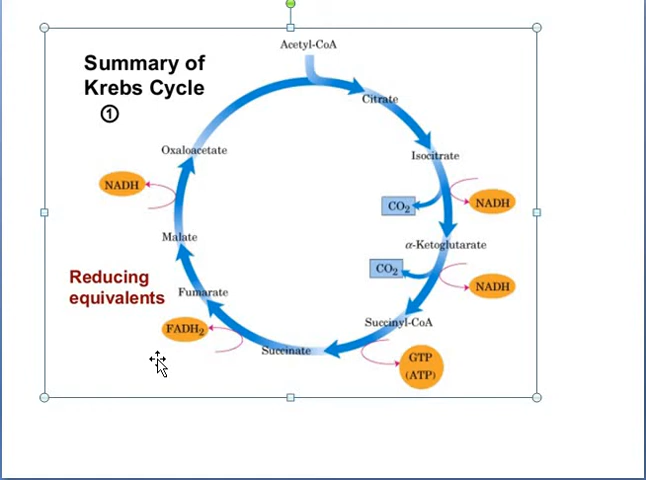 Summary of
Krebs Cycle
①
Acetyl-CoA
Citrate
Isocitrate
CO₂
NADH
α-Ketoglutarate
CO₂
NADH
Succinyl-CoA
GTP
(ATP)
Succinate
FADH₂
Fumarate
Malate
NADH
Oxaloacetate
Reducing
equivalents